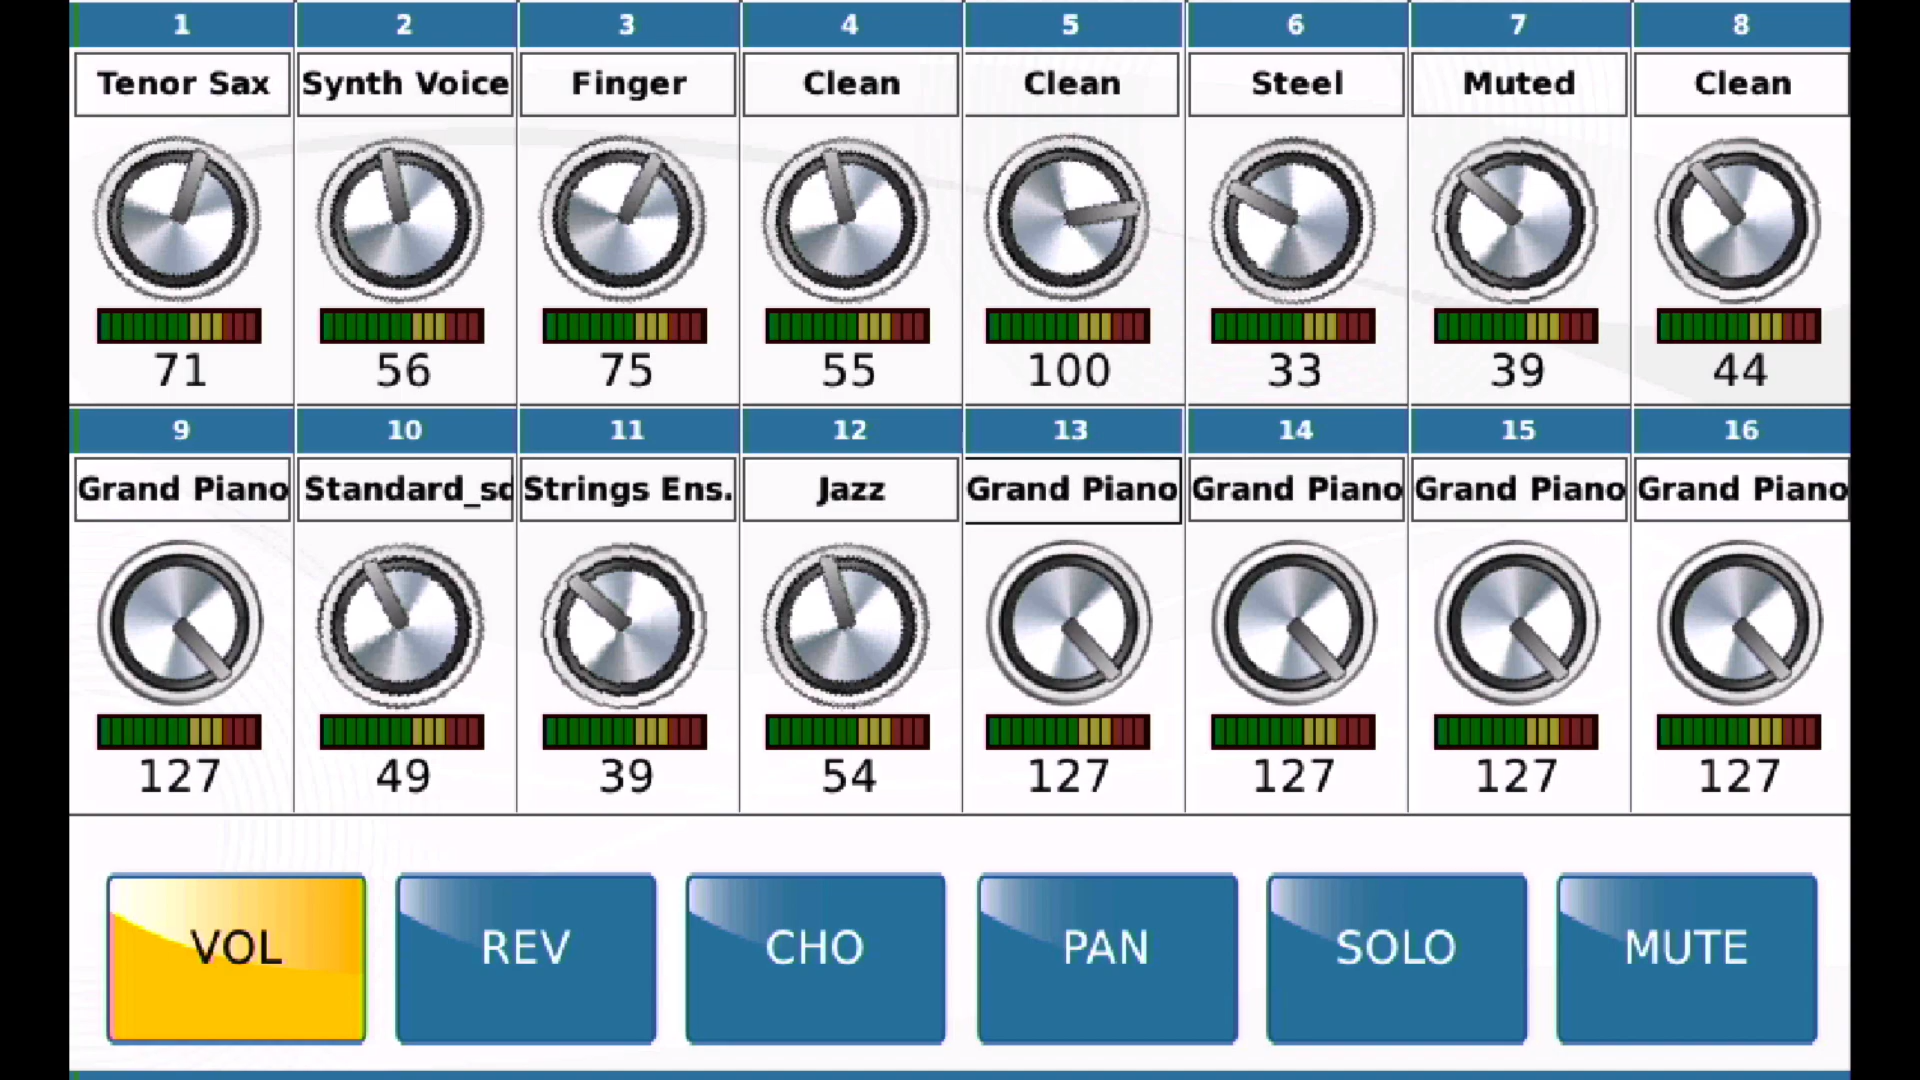 1 2 3 4 5 6 7 8
Tenor Sax Synth Voice Finger Clean Clean Steel Muted Clean
71 56 75 55 100 33 39 44
9 10 11 12 13 14 15 16
Grand Piano Standard_sd Strings Ens. Jazz Grand Piano Grand Piano Grand Piano Grand Piano
127 49 39 54 127 127 127 127
VOL REV CHO PAN SOLO MUTE